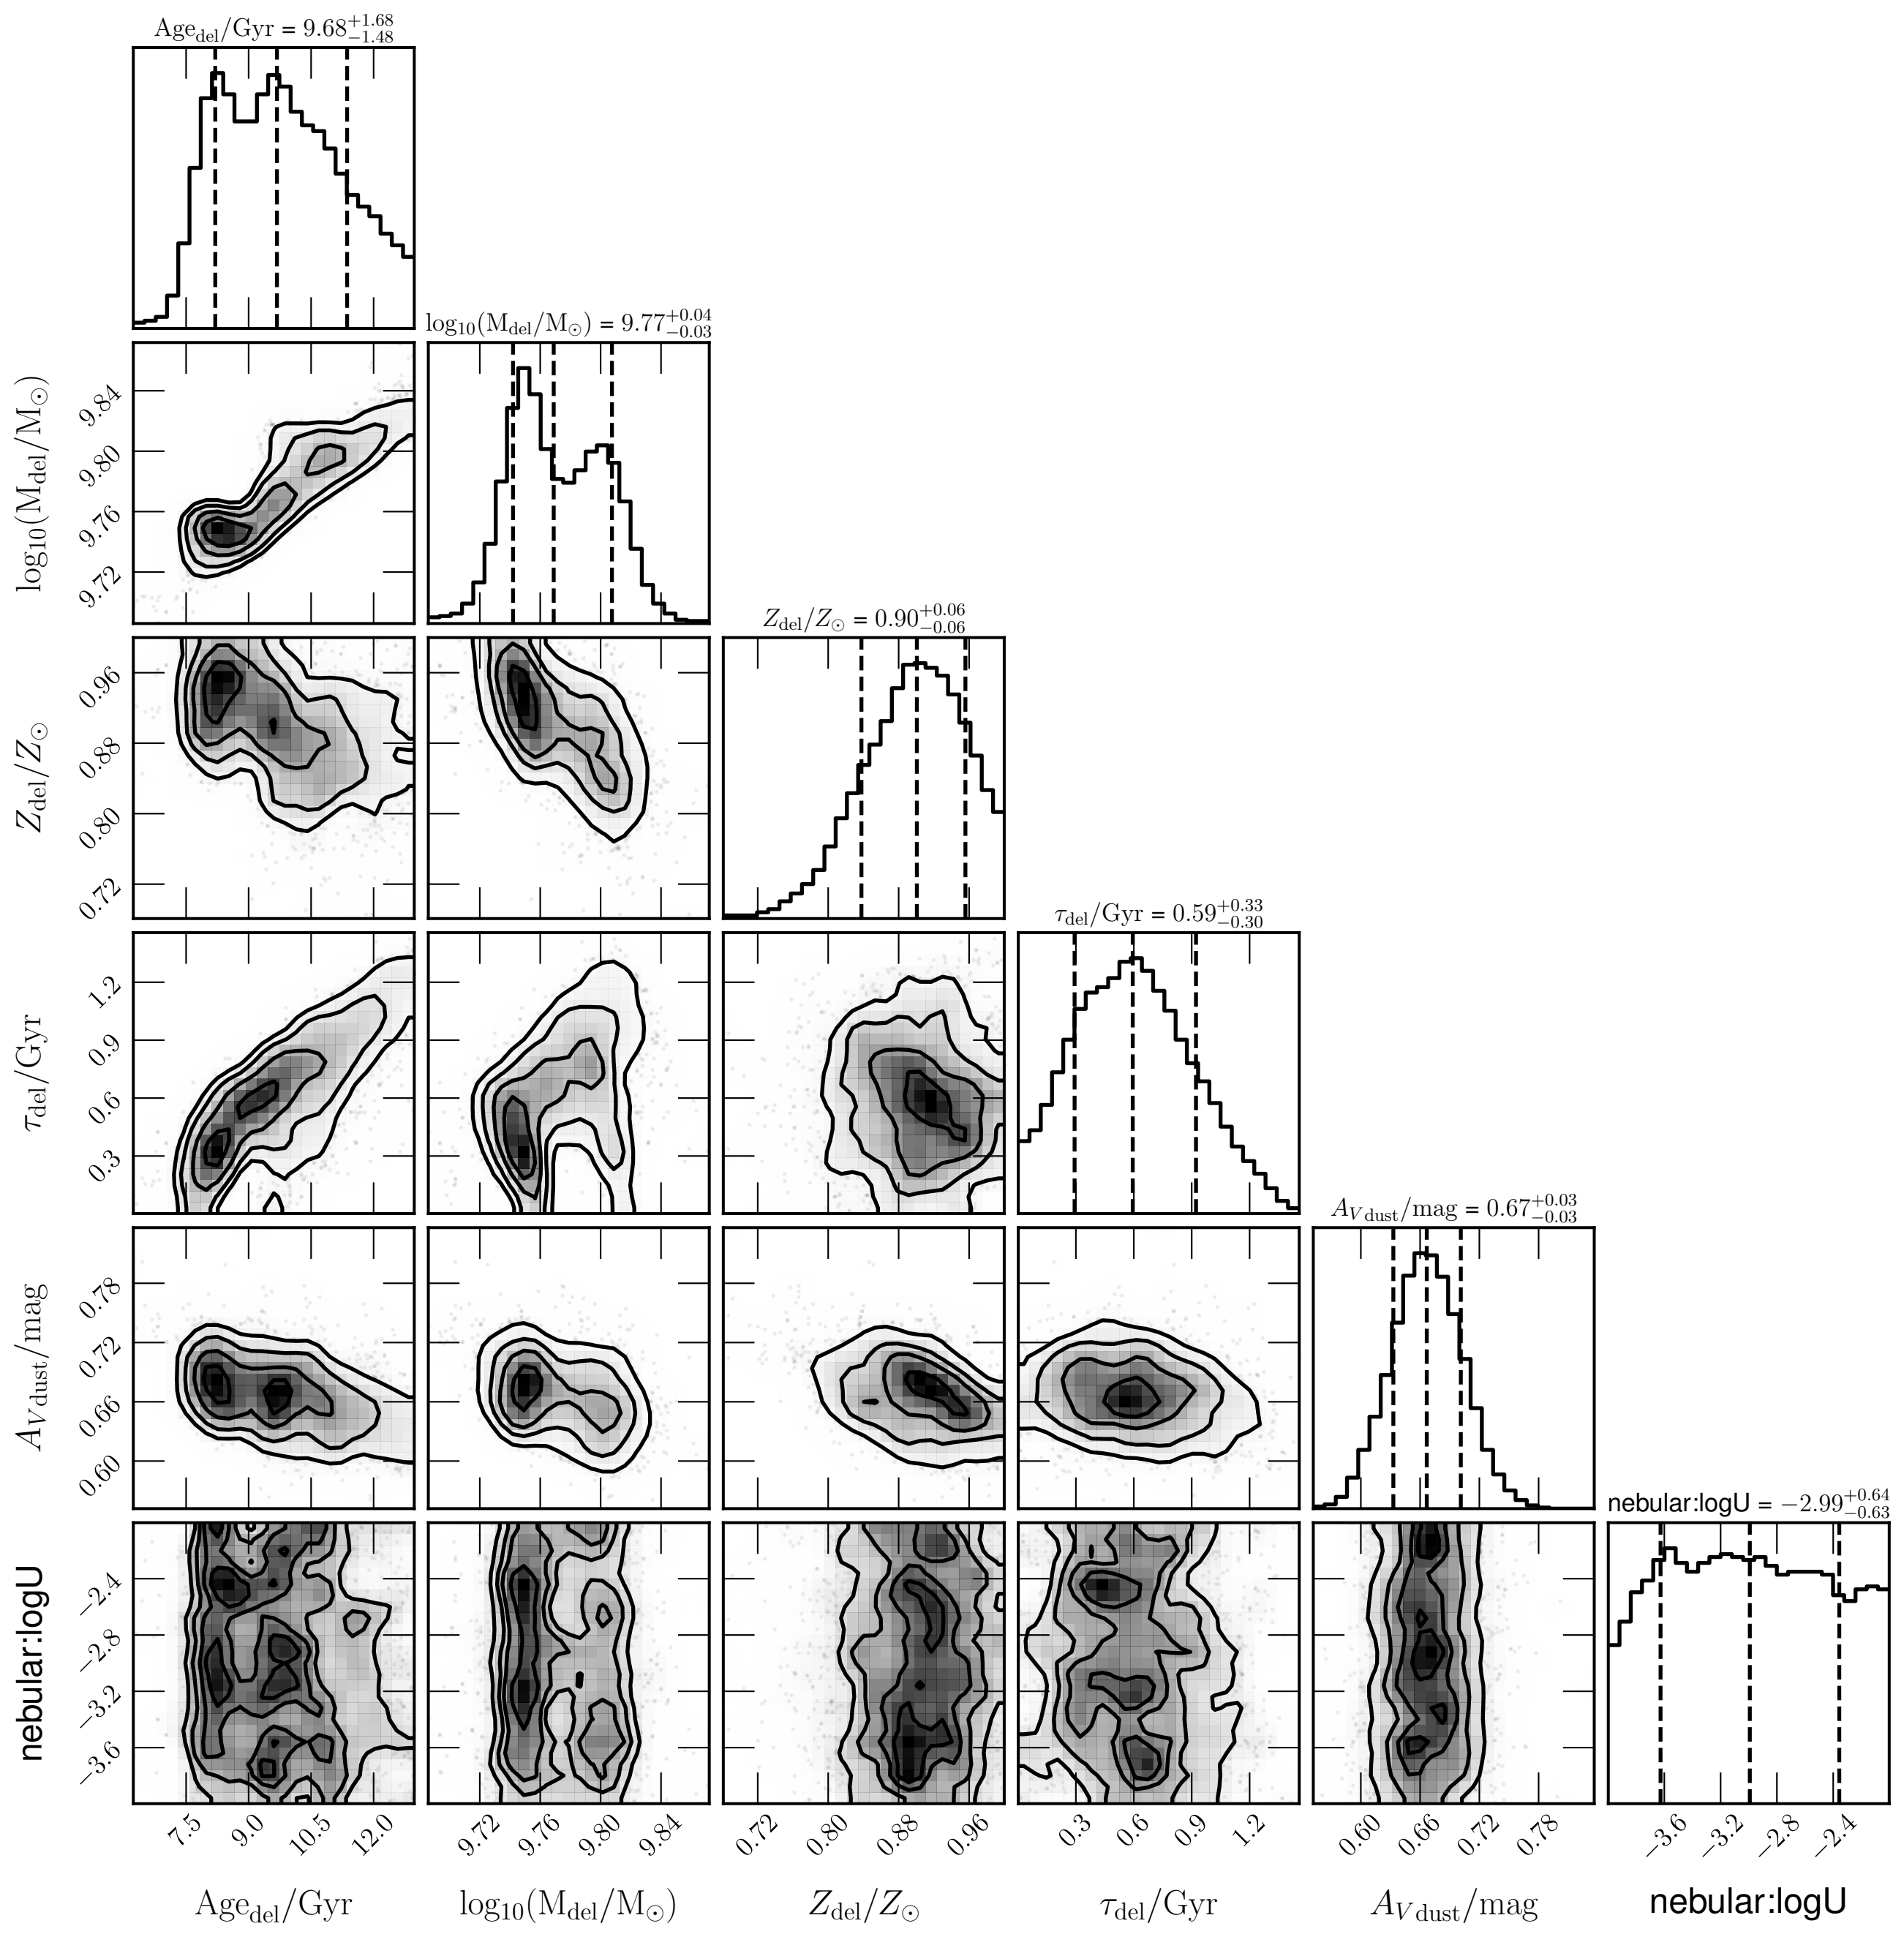 Age_del/Gyr = 9.68^{+1.68}_{−1.48}
log₁₀(M_del/M_⊙) = 9.77^{+0.04}_{−0.03}
log₁₀(M_del/M_⊙)
9.84
9.80
9.76
9.72
Z_del/Z_⊙ = 0.90^{+0.06}_{−0.06}
Z_del/Z_⊙
0.96
0.88
0.80
0.72
τ_del/Gyr = 0.59^{+0.33}_{−0.30}
τ_del/Gyr
1.2
0.9
0.6
0.3
A_{V dust}/mag = 0.67^{+0.03}_{−0.03}
A_{V dust}/mag
0.78
0.72
0.66
0.60
nebular:logU = −2.99^{+0.64}_{−0.63}
nebular:logU
−2.4
−2.8
−3.2
−3.6
7.5 9.0 10.5 12.0 9.72 9.76 9.80 9.84 0.72 0.80 0.88 0.96 0.3 0.6 0.9 1.2 0.60 0.66 0.72 0.78 −3.6 −3.2 −2.8 −2.4
Age_del/Gyr log₁₀(M_del/M_⊙) Z_del/Z_⊙ τ_del/Gyr A_{V dust}/mag nebular:logU